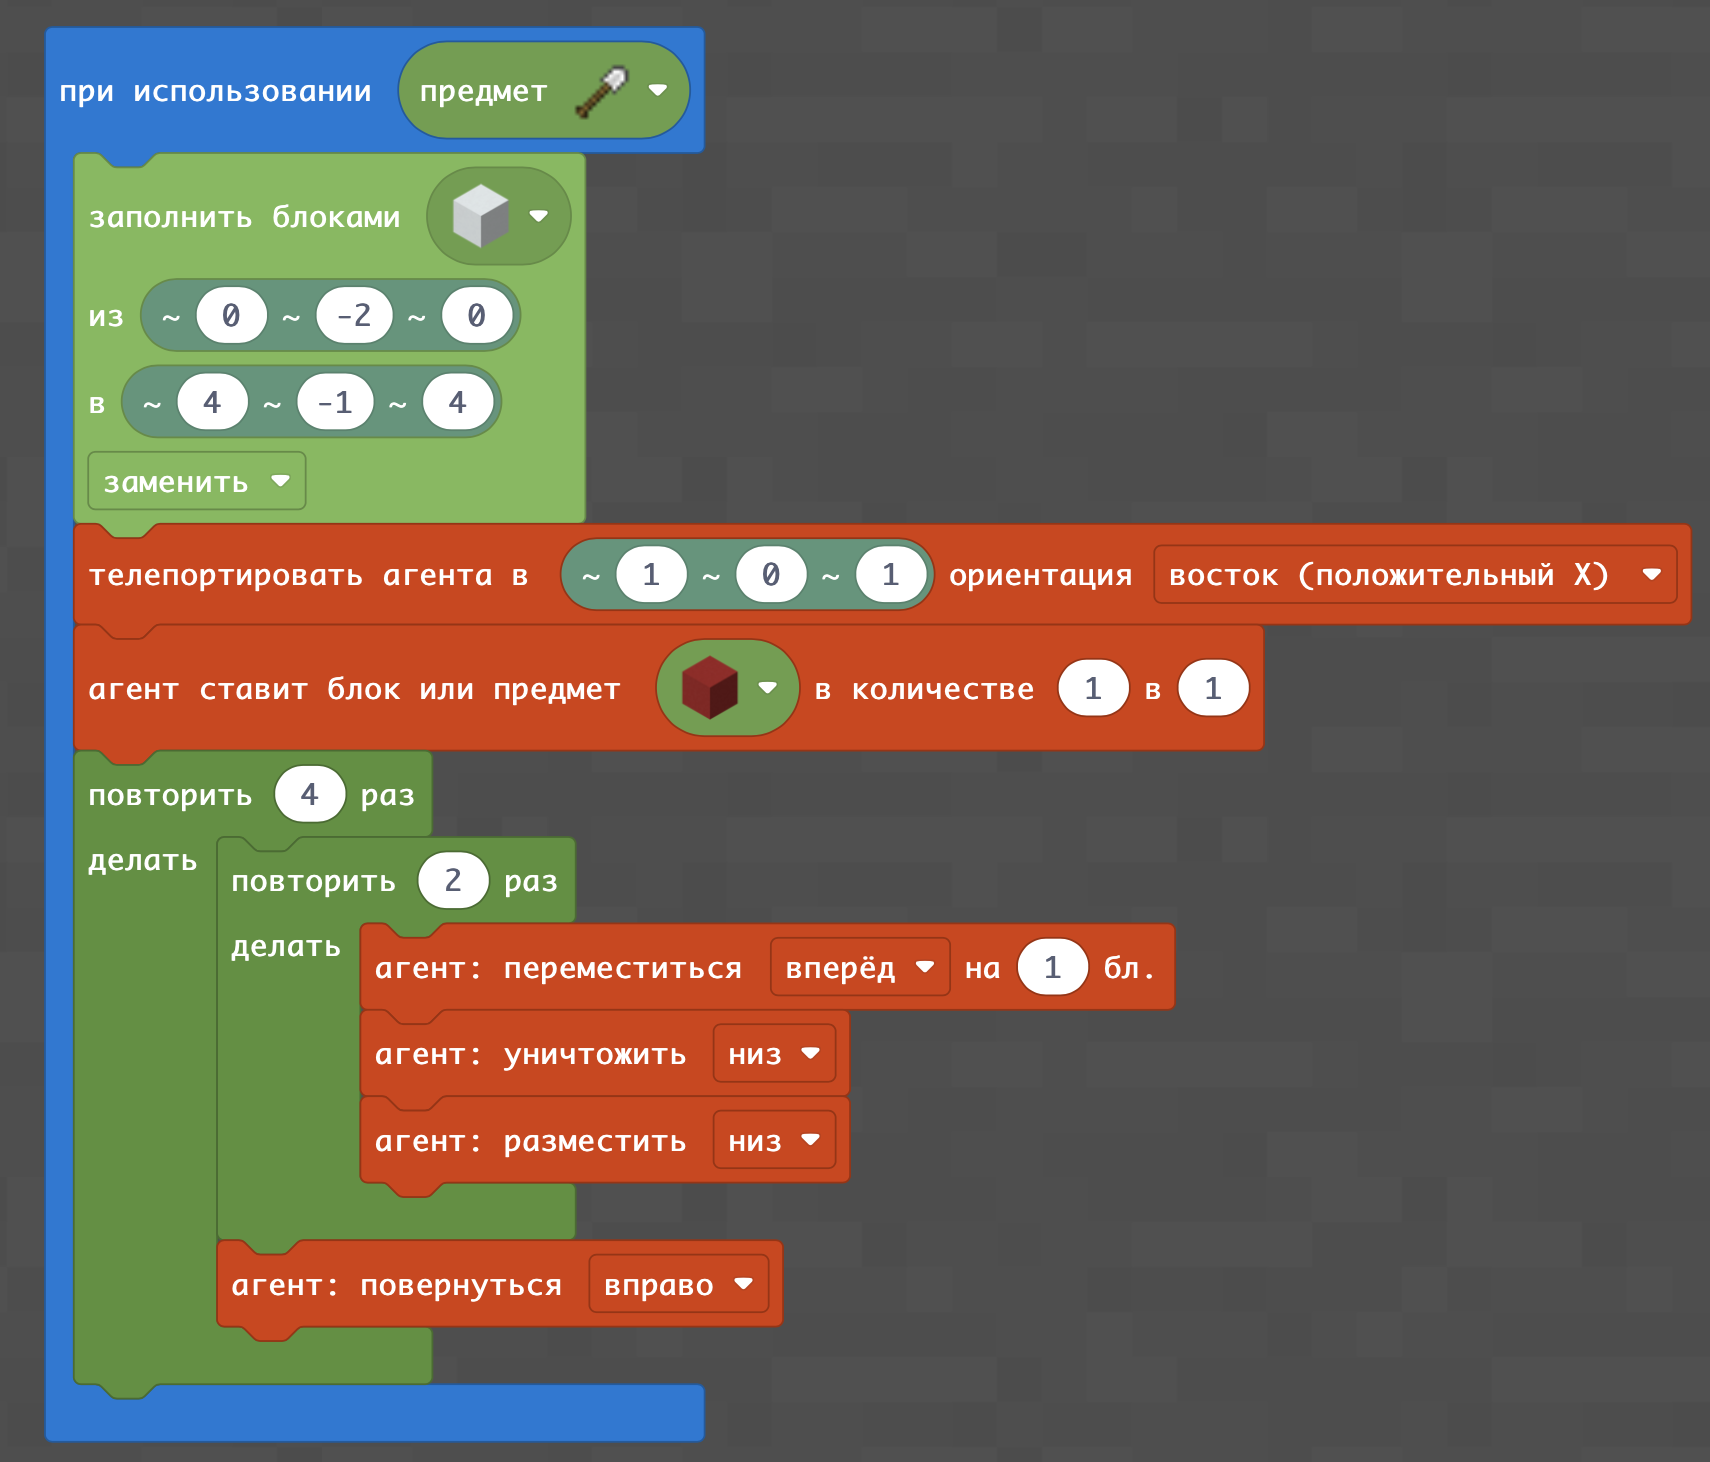 при использовании предмет
заполнить блоками
из ~ 0 ~ -2 ~ 0
в ~ 4 ~ -1 ~ 4
заменить
телепортировать агента в ~ 1 ~ 0 ~ 1 ориентация восток (положительный X)
агент ставит блок или предмет в количестве 1 в 1
повторить 4 раз
делать
повторить 2 раз
делать
агент: переместиться вперёд на 1 бл.
агент: уничтожить низ
агент: разместить низ
агент: повернуться вправо